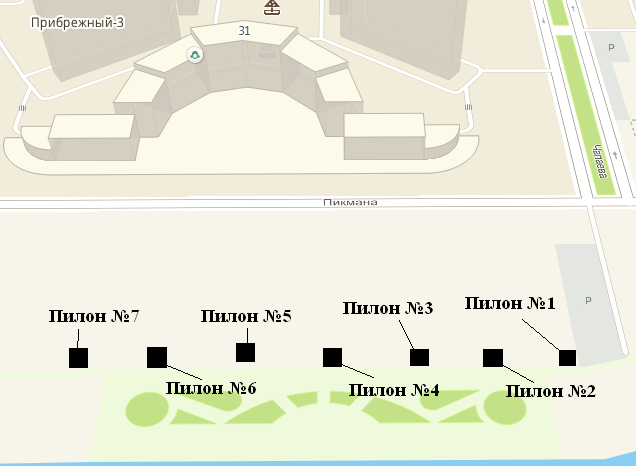 Прибрежный-3
31
P
Чапаева
Пикмана
P
Пилон №7
Пилон №5
Пилон №3
Пилон №1
Пилон №6
Пилон №4
Пилон №2